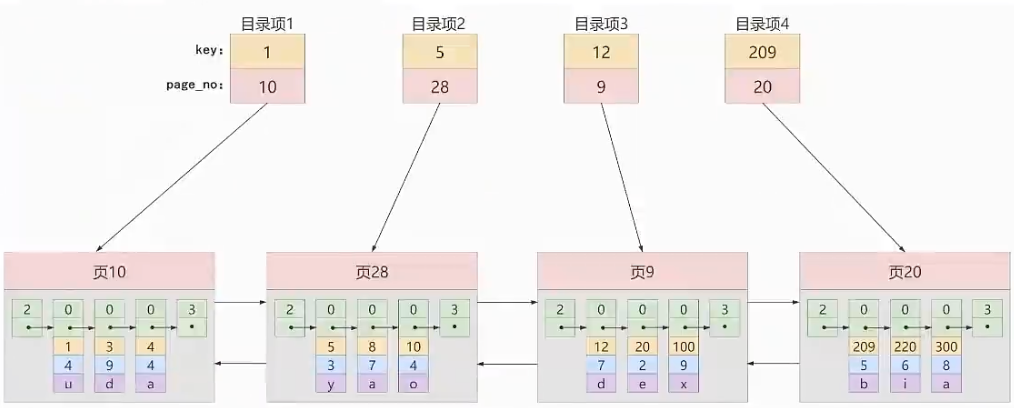 目录项1 目录项2 目录项3 目录项4
key: 1 5 12 209
page_no: 10 28 9 20
页10 页28 页9 页20
2 0 0 0 3 2 0 0 0 3 2 0 0 0 3 2 0 0 0 3
1 3 4 5 8 10 12 20 100 209 220 300
4 9 4 3 7 4 7 2 9 5 6 8
u d a y a o d e x b i a